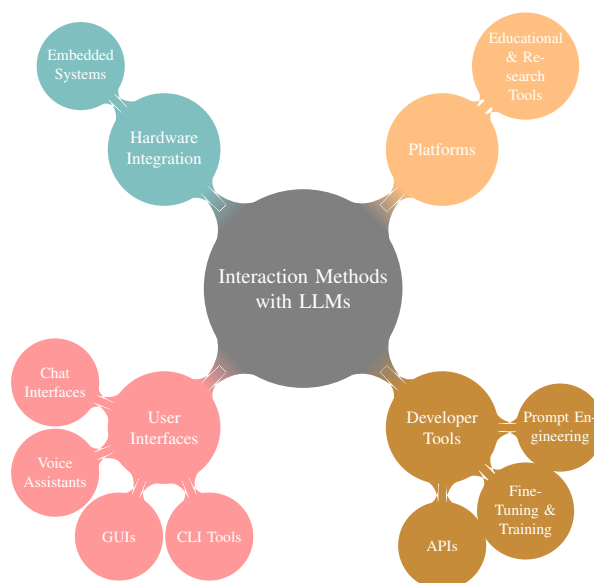 Embedded
Systems
Educational
& Re-
search
Tools
Hardware
Integration
Platforms
Interaction Methods
with LLMs
Chat
Interfaces
User
Interfaces
Voice
Assistants
GUIs
CLI Tools
Developer
Tools
Prompt En-
gineering
Fine-
Tuning &
Training
APIs